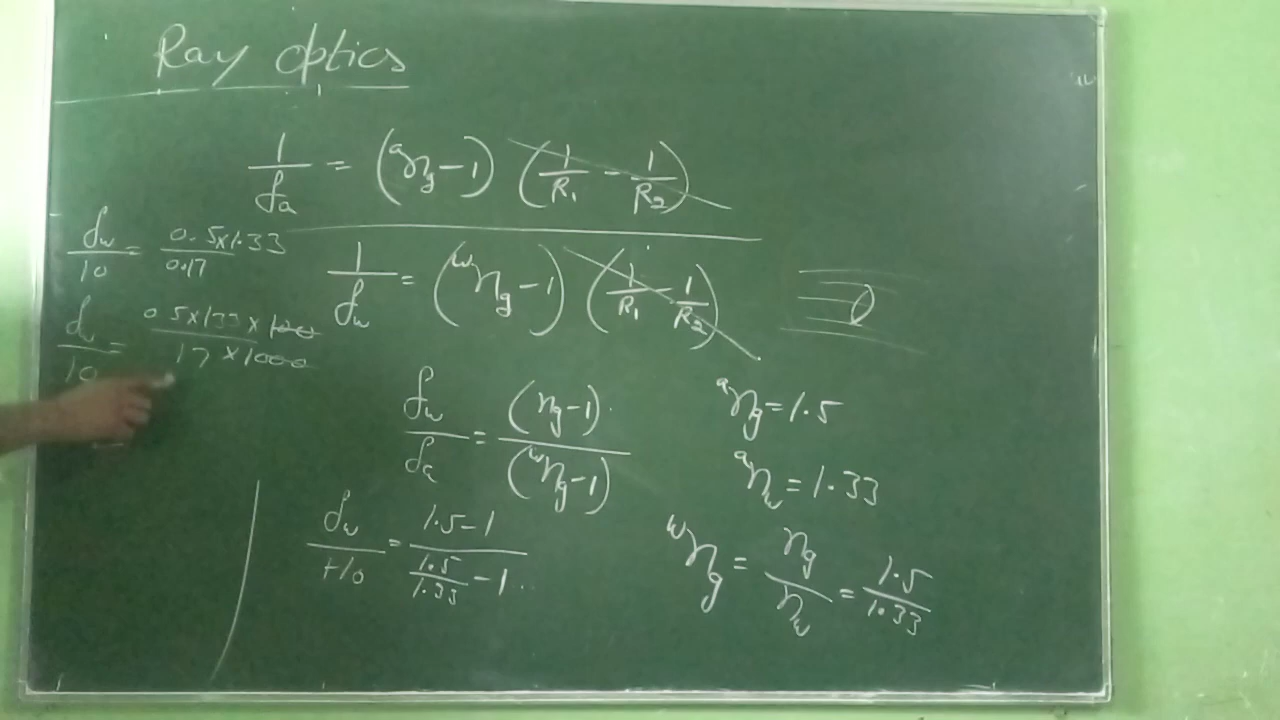 Ray optics
1/fa = (ᵃng − 1) (1/R₁ − 1/R₂)
1/fw = (ʷng − 1) (1/R₁ − 1/R₂)
fw/fa = (ng − 1)/(ʷng − 1)
fw/+10 = 1.5 − 1/(1.5/1.33 − 1)
fw/10 = 0.5×1.33/0.17
f/10 = 0.5×133×100/17×1000
ᵃng = 1.5
ᵃnw = 1.33
ʷng = ng/nw = 1.5/1.33